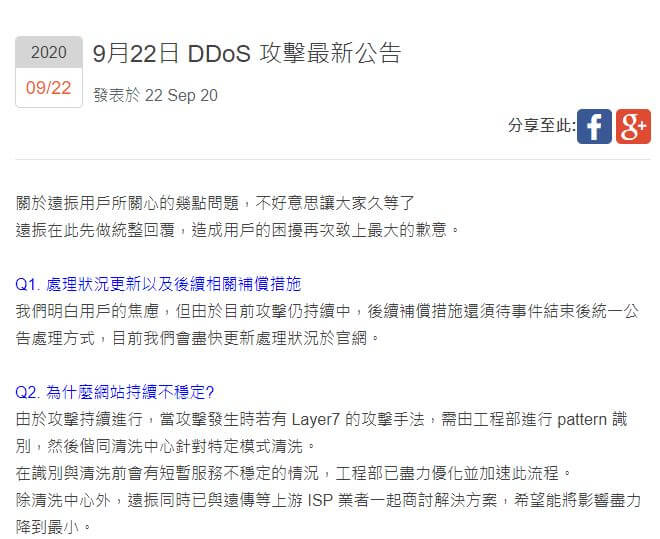 2020
09/22
9月22日 DDoS 攻擊最新公告
發表於 22 Sep 20
分享至此:
f
g+
關於遠振用戶所關心的幾點問題，不好意思讓大家久等了
遠振在此先做統整回覆，造成用戶的困擾再次致上最大的歉意。
Q1. 處理狀況更新以及後續相關補償措施
我們明白用戶的焦慮，但由於目前攻擊仍持續中，後續補償措施還須待事件結束後統一公
告處理方式，目前我們會盡快更新處理狀況於官網。
Q2. 為什麼網站持續不穩定?
由於攻擊持續進行，當攻擊發生時若有 Layer7 的攻擊手法，需由工程部進行 pattern 識
別，然後偕同清洗中心針對特定模式清洗。
在識別與清洗前會有短暫服務不穩定的情況，工程部已盡力優化並加速此流程。
除清洗中心外，遠振同時已與遠傳等上游 ISP 業者一起商討解決方案，希望能將影響盡力
降到最小。